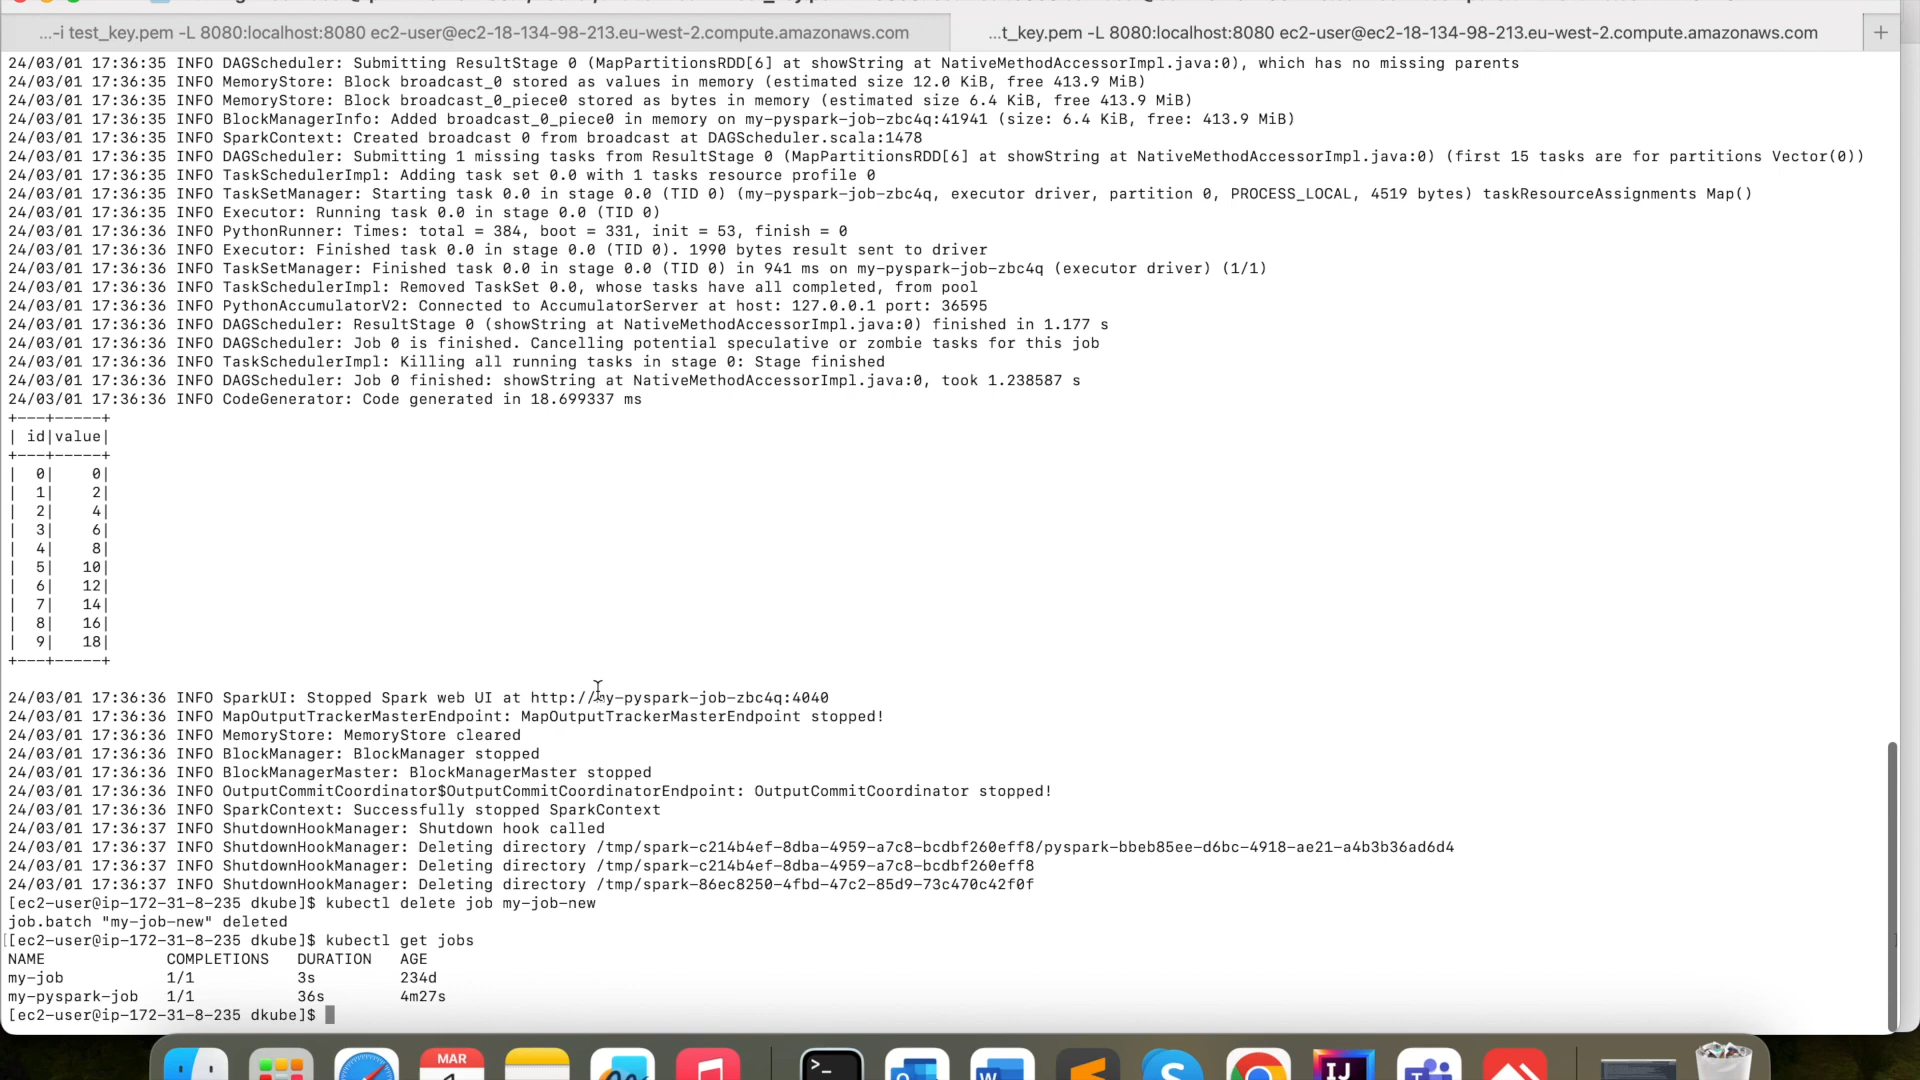 ...-i test_key.pem -L 8080:localhost:8080 ec2-user@ec2-18-134-98-213.eu-west-2.compute.amazonaws.com
...t_key.pem -L 8080:localhost:8080 ec2-user@ec2-18-134-98-213.eu-west-2.compute.amazonaws.com
24/03/01 17:36:35 INFO DAGScheduler: Submitting ResultStage 0 (MapPartitionsRDD[6] at showString at NativeMethodAccessorImpl.java:0), which has no missing parents
24/03/01 17:36:35 INFO MemoryStore: Block broadcast_0 stored as values in memory (estimated size 12.0 KiB, free 413.9 MiB)
24/03/01 17:36:35 INFO MemoryStore: Block broadcast_0_piece0 stored as bytes in memory (estimated size 6.4 KiB, free 413.9 MiB)
24/03/01 17:36:35 INFO BlockManagerInfo: Added broadcast_0_piece0 in memory on my-pyspark-job-zbc4q:41941 (size: 6.4 KiB, free: 413.9 MiB)
24/03/01 17:36:35 INFO SparkContext: Created broadcast 0 from broadcast at DAGScheduler.scala:1478
24/03/01 17:36:35 INFO DAGScheduler: Submitting 1 missing tasks from ResultStage 0 (MapPartitionsRDD[6] at showString at NativeMethodAccessorImpl.java:0) (first 15 tasks are for partitions Vector(0))
24/03/01 17:36:35 INFO TaskSchedulerImpl: Adding task set 0.0 with 1 tasks resource profile 0
24/03/01 17:36:35 INFO TaskSetManager: Starting task 0.0 in stage 0.0 (TID 0) (my-pyspark-job-zbc4q, executor driver, partition 0, PROCESS_LOCAL, 4519 bytes) taskResourceAssignments Map()
24/03/01 17:36:35 INFO Executor: Running task 0.0 in stage 0.0 (TID 0)
24/03/01 17:36:36 INFO PythonRunner: Times: total = 384, boot = 331, init = 53, finish = 0
24/03/01 17:36:36 INFO Executor: Finished task 0.0 in stage 0.0 (TID 0). 1990 bytes result sent to driver
24/03/01 17:36:36 INFO TaskSetManager: Finished task 0.0 in stage 0.0 (TID 0) in 941 ms on my-pyspark-job-zbc4q (executor driver) (1/1)
24/03/01 17:36:36 INFO TaskSchedulerImpl: Removed TaskSet 0.0, whose tasks have all completed, from pool
24/03/01 17:36:36 INFO PythonAccumulatorV2: Connected to AccumulatorServer at host: 127.0.0.1 port: 36595
24/03/01 17:36:36 INFO DAGScheduler: ResultStage 0 (showString at NativeMethodAccessorImpl.java:0) finished in 1.177 s
24/03/01 17:36:36 INFO DAGScheduler: Job 0 is finished. Cancelling potential speculative or zombie tasks for this job
24/03/01 17:36:36 INFO TaskSchedulerImpl: Killing all running tasks in stage 0: Stage finished
24/03/01 17:36:36 INFO DAGScheduler: Job 0 finished: showString at NativeMethodAccessorImpl.java:0, took 1.238587 s
24/03/01 17:36:36 INFO CodeGenerator: Code generated in 18.699337 ms
+---+-----+
| id|value|
+---+-----+
|  0|    0|
|  1|    2|
|  2|    4|
|  3|    6|
|  4|    8|
|  5|   10|
|  6|   12|
|  7|   14|
|  8|   16|
|  9|   18|
+---+-----+
24/03/01 17:36:36 INFO SparkUI: Stopped Spark web UI at http://my-pyspark-job-zbc4q:4040
24/03/01 17:36:36 INFO MapOutputTrackerMasterEndpoint: MapOutputTrackerMasterEndpoint stopped!
24/03/01 17:36:36 INFO MemoryStore: MemoryStore cleared
24/03/01 17:36:36 INFO BlockManager: BlockManager stopped
24/03/01 17:36:36 INFO BlockManagerMaster: BlockManagerMaster stopped
24/03/01 17:36:36 INFO OutputCommitCoordinator$OutputCommitCoordinatorEndpoint: OutputCommitCoordinator stopped!
24/03/01 17:36:36 INFO SparkContext: Successfully stopped SparkContext
24/03/01 17:36:37 INFO ShutdownHookManager: Shutdown hook called
24/03/01 17:36:37 INFO ShutdownHookManager: Deleting directory /tmp/spark-c214b4ef-8dba-4959-a7c8-bcdbf260eff8/pyspark-bbeb85ee-d6bc-4918-ae21-a4b3b36ad6d4
24/03/01 17:36:37 INFO ShutdownHookManager: Deleting directory /tmp/spark-c214b4ef-8dba-4959-a7c8-bcdbf260eff8
24/03/01 17:36:37 INFO ShutdownHookManager: Deleting directory /tmp/spark-86ec8250-4fbd-47c2-85d9-73c470c42f0f
[ec2-user@ip-172-31-8-235 dkube]$ kubectl delete job my-job-new
job.batch "my-job-new" deleted
[ec2-user@ip-172-31-8-235 dkube]$ kubectl get jobs
NAME             COMPLETIONS   DURATION   AGE
my-job           1/1           3s         234d
my-pyspark-job   1/1           36s        4m27s
[ec2-user@ip-172-31-8-235 dkube]$
MAR